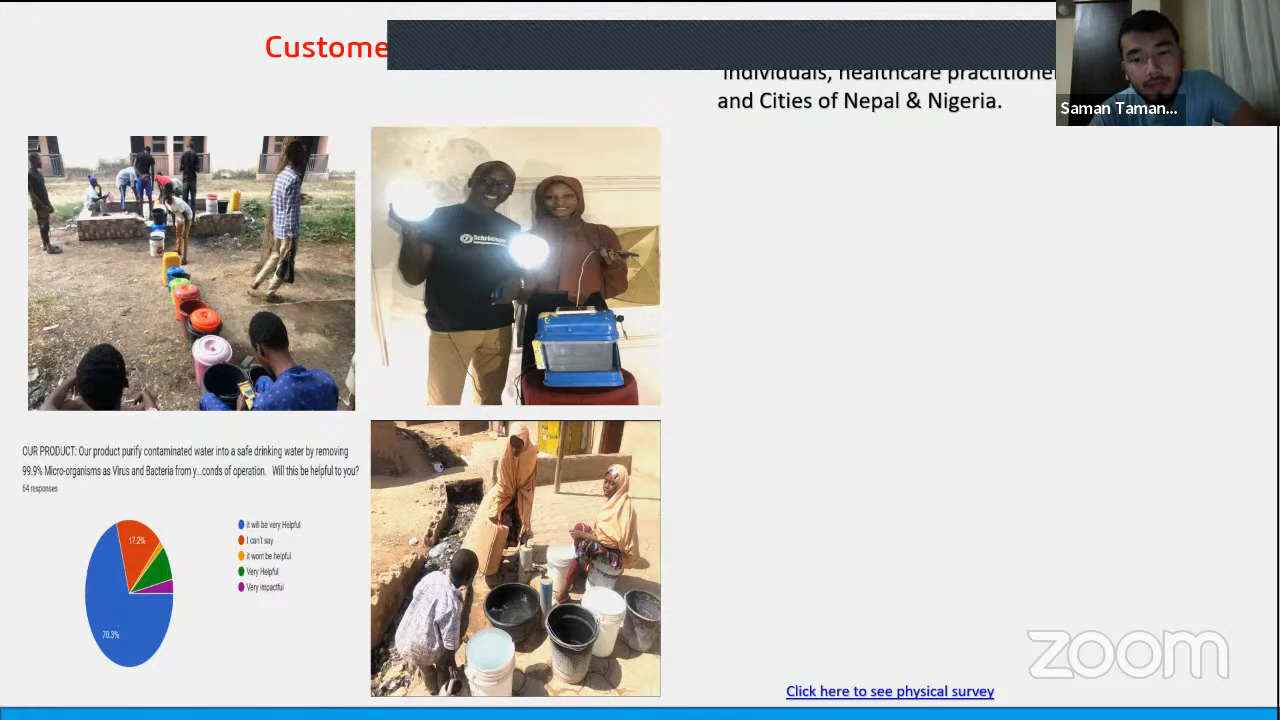 Custome
individuals, healthcare practitione
and Cities of Nepal & Nigeria.
Saman Taman...
OUR PRODUCT: Our product purify contaminated water into a safe drinking water by removing
99.9% Micro-organisms as Virus and Bacteria from y...conds of operation. Will this be helpful to you?
64 responses
17.2%
70.3%
it will be very Helpful
I can't say
it wont be helpful
Very Helpful
Very impactful
zoom
Click here to see physical survey